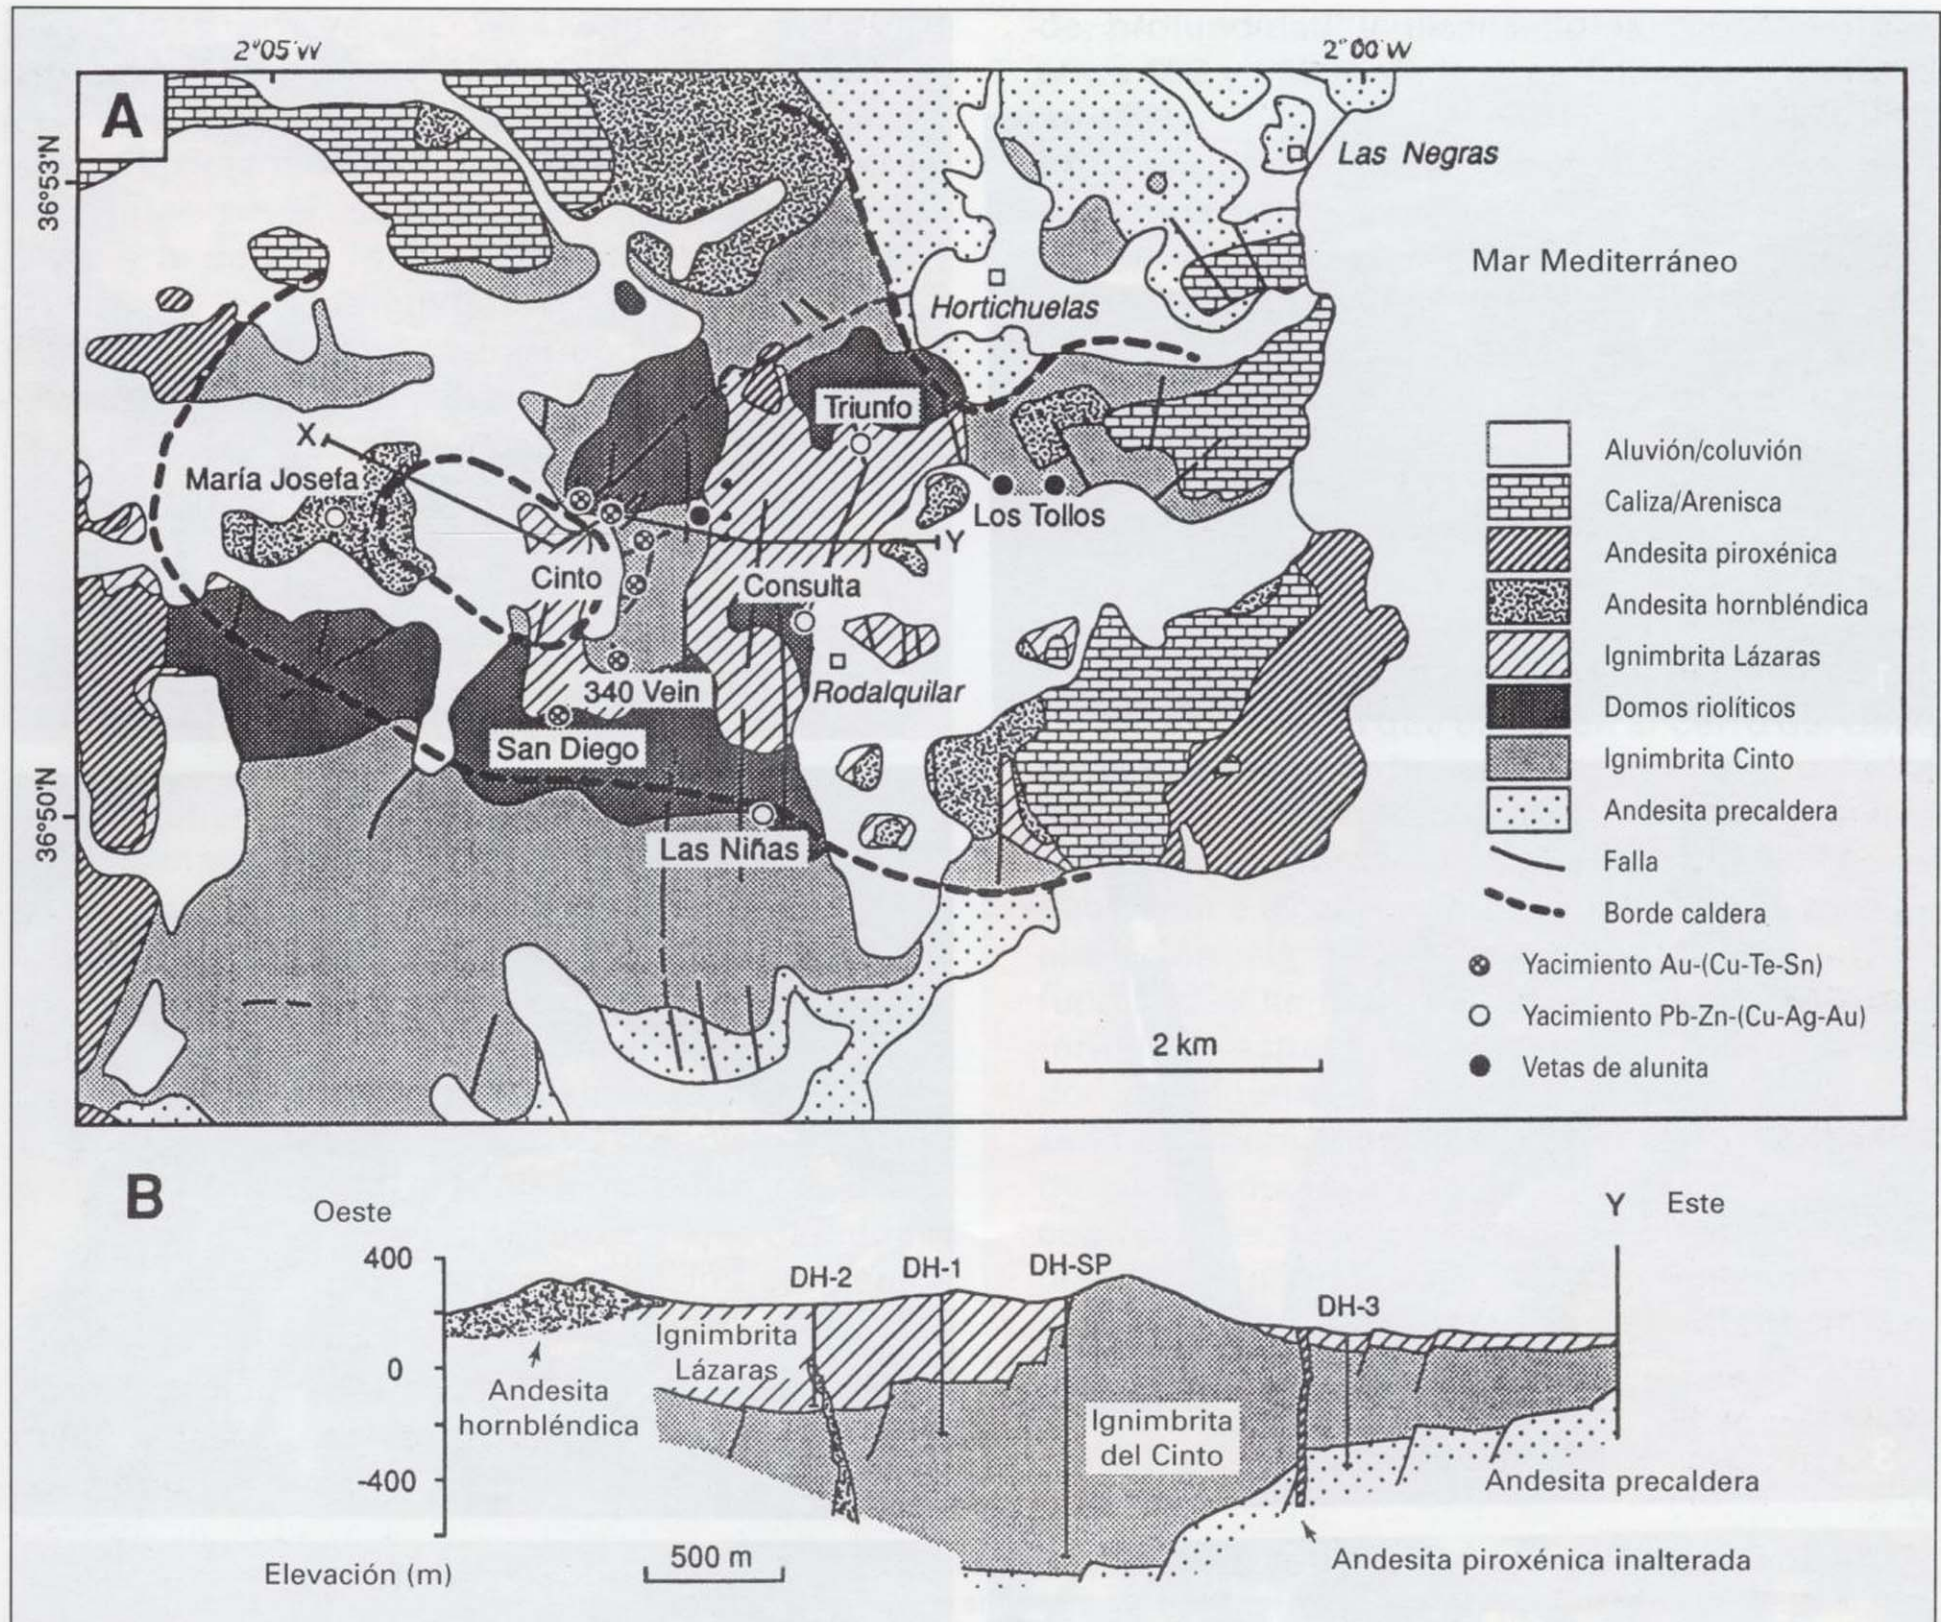 2°05'W
2°00'W
A
36°53'N
Las Negras
Mar Mediterráneo
Hortichuelas
Triunfo
X
María Josefa
Los Tollos
Y
Cinto
Consulta
340 Vein
Rodalquilar
San Diego
36°50'N
Las Niñas
2 km
Aluvión/coluvión
Caliza/Arenisca
Andesita piroxénica
Andesita hornbléndica
Ignimbrita Lázaras
Domos riolíticos
Ignimbrita Cinto
Andesita precaldera
Falla
Borde caldera
Yacimiento Au-(Cu-Te-Sn)
Yacimiento Pb-Zn-(Cu-Ag-Au)
Vetas de alunita
B
Oeste
Y Este
400
DH-2
DH-1
DH-SP
DH-3
Ignimbrita
Lázaras
0
Andesita
hornbléndica
Ignimbrita
del Cinto
-400
Andesita precaldera
Elevación (m)
500 m
Andesita piroxénica inalterada